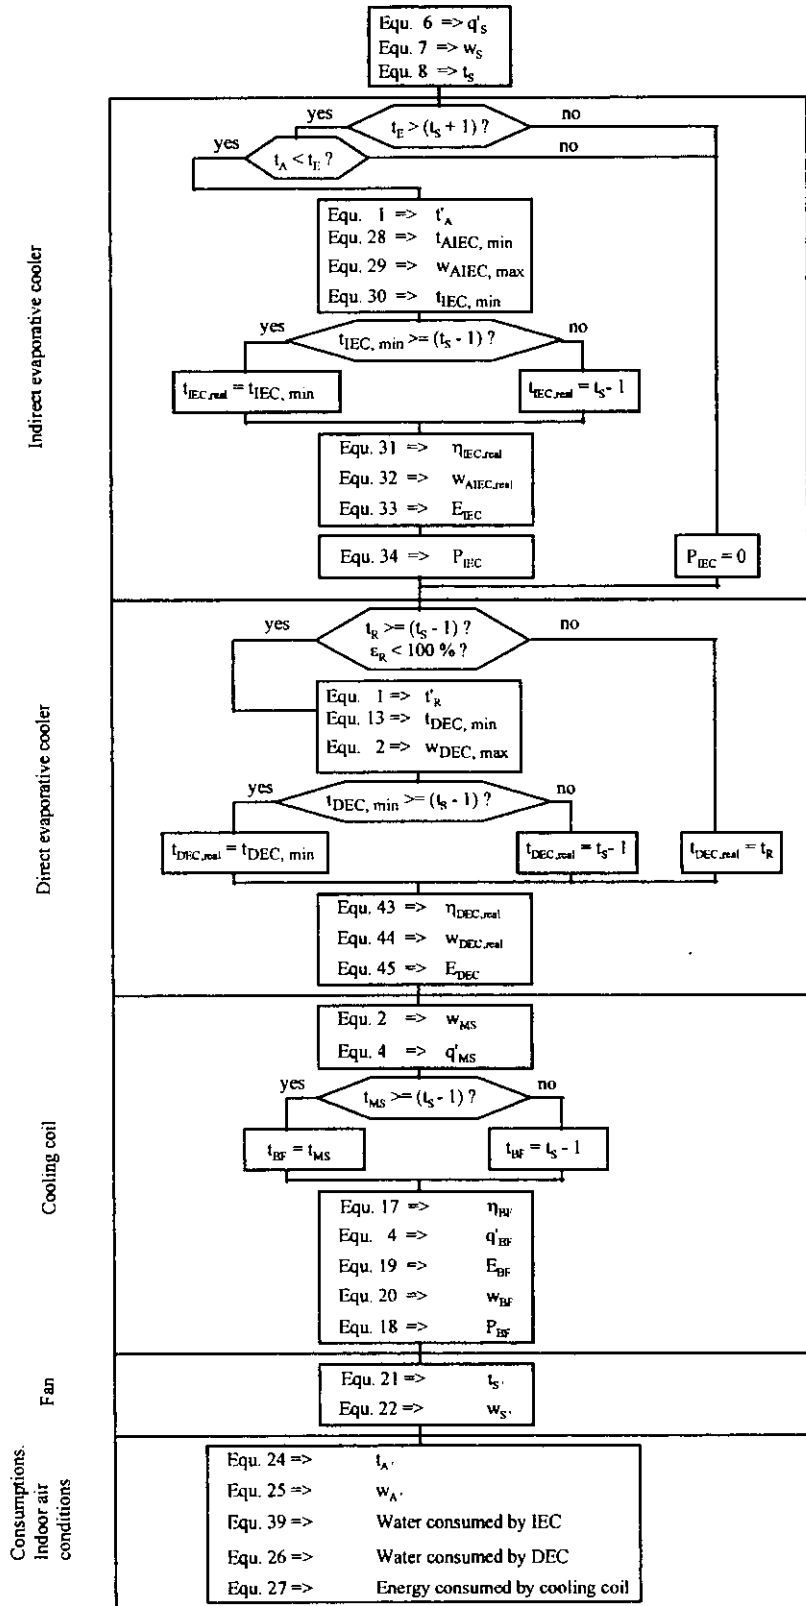 Equ. 6 => q'S
Equ. 7 => wS
Equ. 8 => tS
Indirect evaporative cooler
yes
tE > (tS + 1) ?
no
yes
tA < tE ?
no
Equ. 1 => t'A
Equ. 28 => tAIEC, min
Equ. 29 => wAIEC, max
Equ. 30 => tIEC, min
yes
tIEC, min >= (tS - 1) ?
no
tIEC,real = tIEC, min
tIEC,real = tS - 1
Equ. 31 => ηIEC,real
Equ. 32 => wAIEC,real
Equ. 33 => EIEC
Equ. 34 => PIEC
PIEC = 0
Direct evaporative cooler
yes
tR >= (tS - 1) ?
εR < 100 % ?
no
Equ. 1 => t'R
Equ. 13 => tDEC, min
Equ. 2 => wDEC, max
yes
tDEC, min >= (tS - 1) ?
no
tDEC,real = tDEC, min
tDEC,real = tS - 1
tDEC,real = tR
Equ. 43 => ηDEC,real
Equ. 44 => wDEC,real
Equ. 45 => EDEC
Cooling coil
Equ. 2 => wMS
Equ. 4 => q'MS
yes
tMS >= (tS - 1) ?
no
tBF = tMS
tBF = tS - 1
Equ. 17 => ηBF
Equ. 4 => q'BF
Equ. 19 => EBF
Equ. 20 => wBF
Equ. 18 => PBF
Fan
Equ. 21 => tS'
Equ. 22 => wS'
Consumptions.
Indoor air
conditions
Equ. 24 => tA'
Equ. 25 => wA'
Equ. 39 => Water consumed by IEC
Equ. 26 => Water consumed by DEC
Equ. 27 => Energy consumed by cooling coil